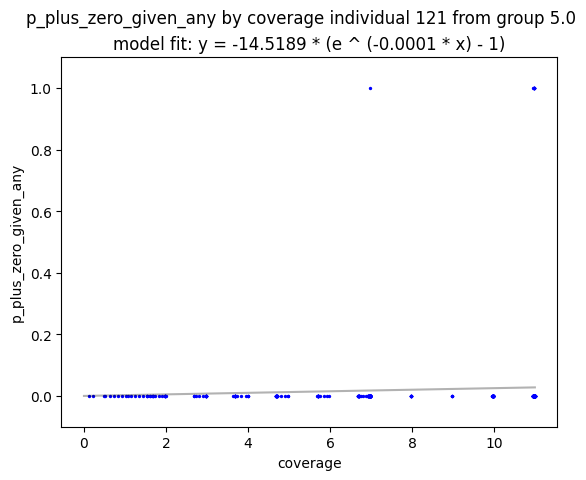 p_plus_zero_given_any by coverage individual 121 from group 5.0
model fit: y = -14.5189 * (e ^ (-0.0001 * x) - 1)
1.0
0.8
0.6
0.4
0.2
0.0
p_plus_zero_given_any
0 2 4 6 8 10
coverage